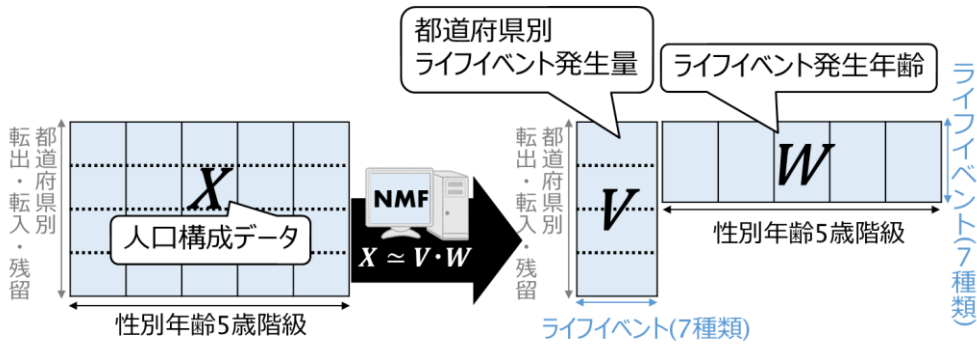 都道府県別
ライフイベント発生量
ライフイベント発生年齢
都道府県別
転出・転入・残留
X
人口構成データ
性別年齢5歳階級
NMF
X ≃ V・W
都道府県別
転出・転入・残留
V
ライフイベント(7種類)
W
性別年齢5歳階級
ライフイベント(7種類)